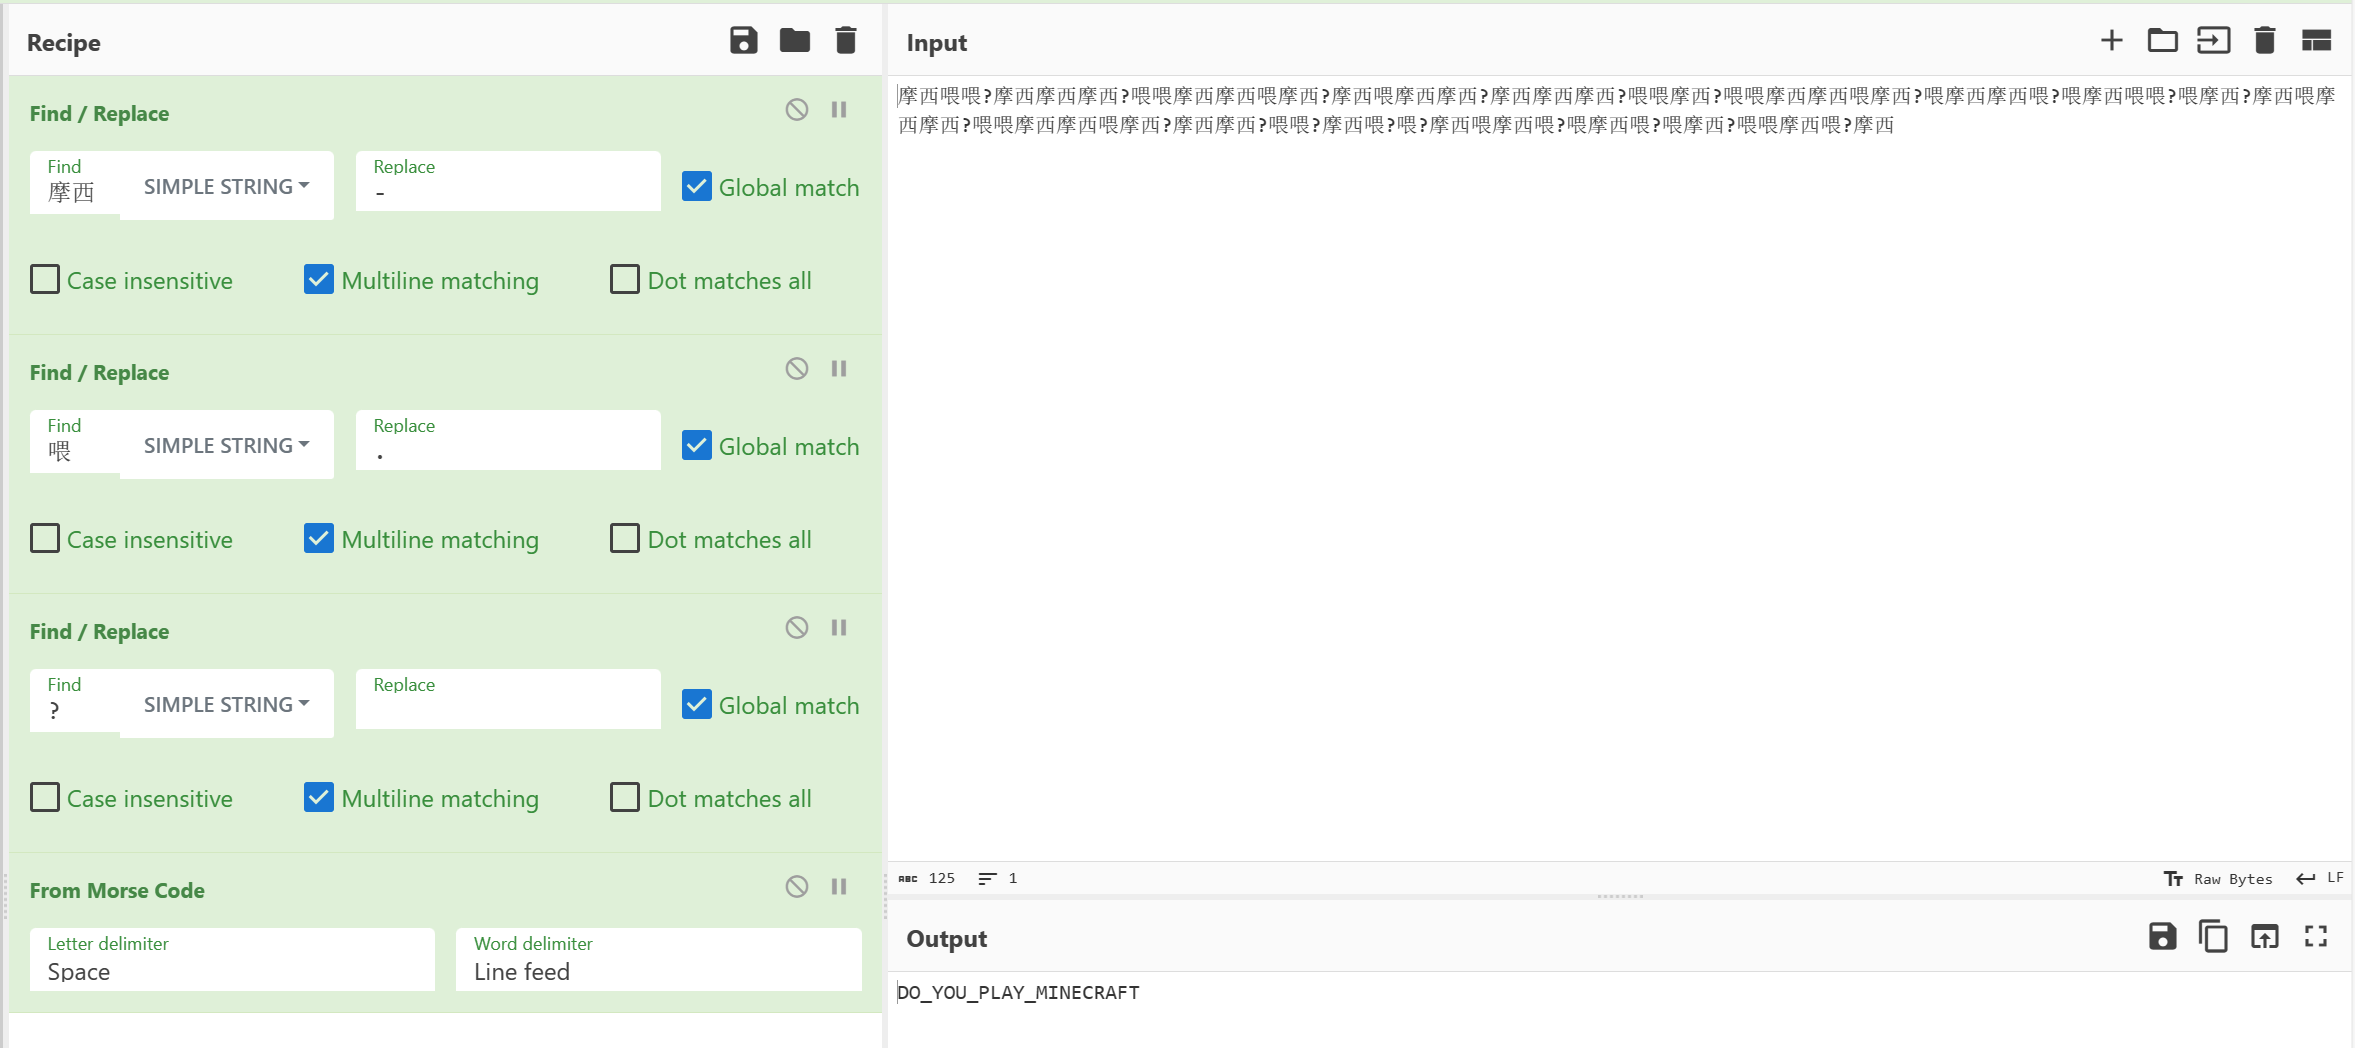 Recipe
Find / Replace
Find
摩西
SIMPLE STRING
Replace
-
Global match
Case insensitive
Multiline matching
Dot matches all
Find / Replace
Find
喂
SIMPLE STRING
Replace
.
Global match
Case insensitive
Multiline matching
Dot matches all
Find / Replace
Find
?
SIMPLE STRING
Replace
Global match
Case insensitive
Multiline matching
Dot matches all
From Morse Code
Letter delimiter
Space
Word delimiter
Line feed
Input
摩西喂喂?摩西摩西摩西?喂喂摩西摩西喂摩西?摩西喂摩西摩西?摩西摩西摩西?喂喂摩西?喂喂摩西摩西喂摩西?喂摩西摩西喂?喂摩西喂喂?喂摩西?摩西喂摩
西摩西?喂喂摩西摩西喂摩西?摩西摩西?喂喂?摩西喂?喂?摩西喂摩西喂?喂摩西喂?喂摩西?喂喂摩西喂?摩西
ABC 125 1
Raw Bytes LF
Output
DO_YOU_PLAY_MINECRAFT